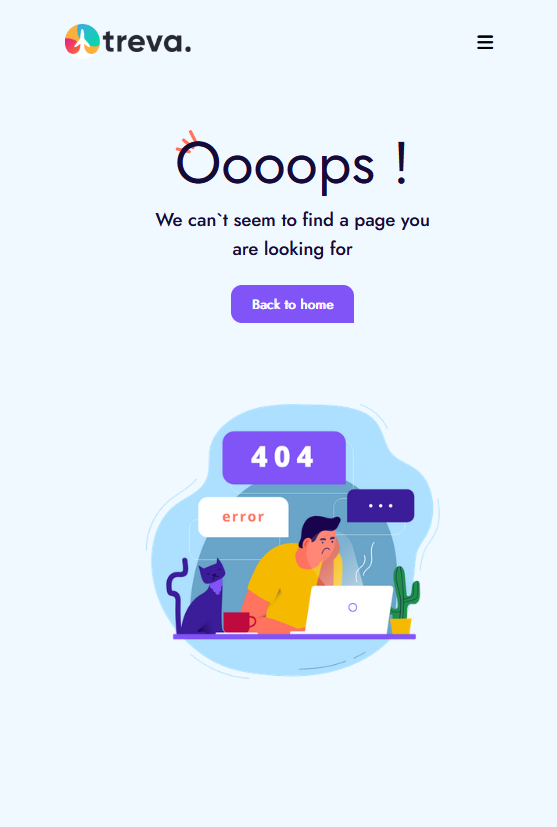 treva.
Oooops !
We can`t seem to find a page you
are looking for
Back to home
404
error